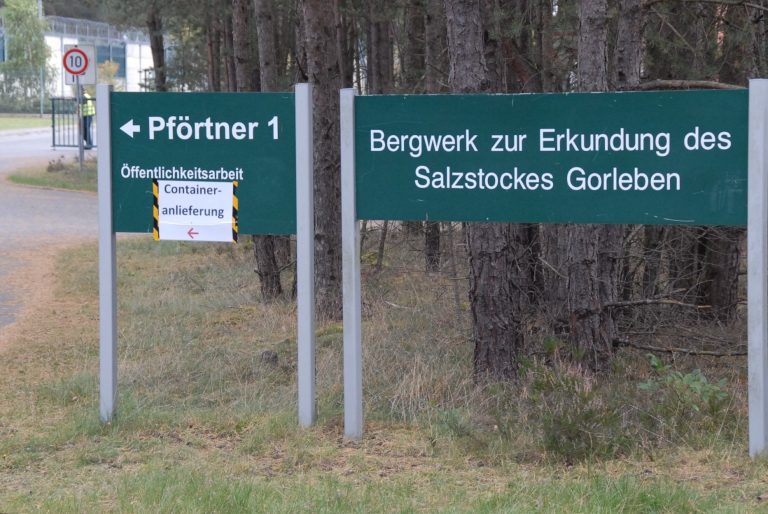 10
← Pförtner 1
Öffentlichkeitsarbeit
Container-
anlieferung
←
Bergwerk zur Erkundung des
Salzstockes Gorleben